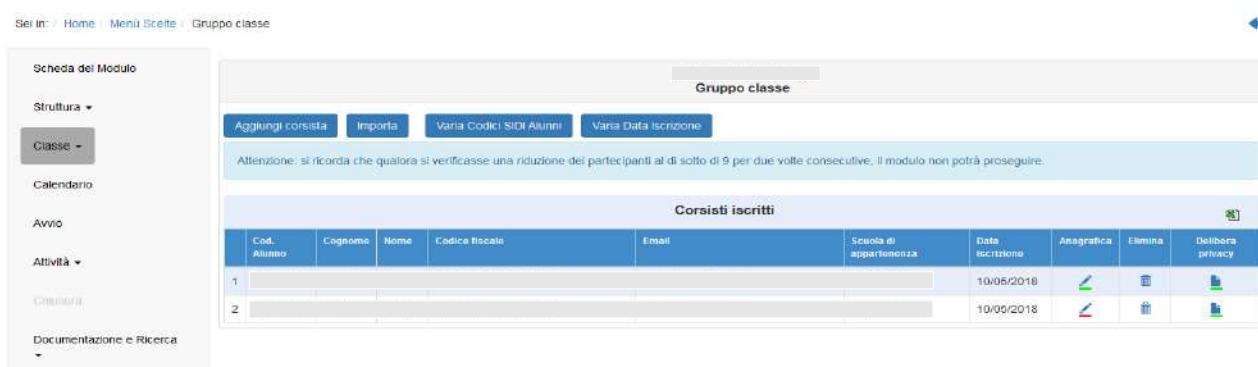 Sei in: / Home / Menù Scelte / Gruppo classe
Scheda del Modulo
Struttura
Classe
Calendario
Avvio
Attività
Chiusura
Documentazione e Ricerca
Gruppo classe
Aggiungi corsista Importa Varia Codici SIDI Alunni Varia Data Iscrizione
Attenzione: si ricorda che qualora si verificasse una riduzione dei partecipanti al di sotto di 9 per due volte consecutive, il modulo non potrà proseguire.
Corsisti iscritti
Cod. Alunno Cognome Nome Codice fiscale Email Scuola di appartenenza Data Iscrizione Anagrafica Elimina Delibera privacy
1 10/05/2018
2 10/05/2018